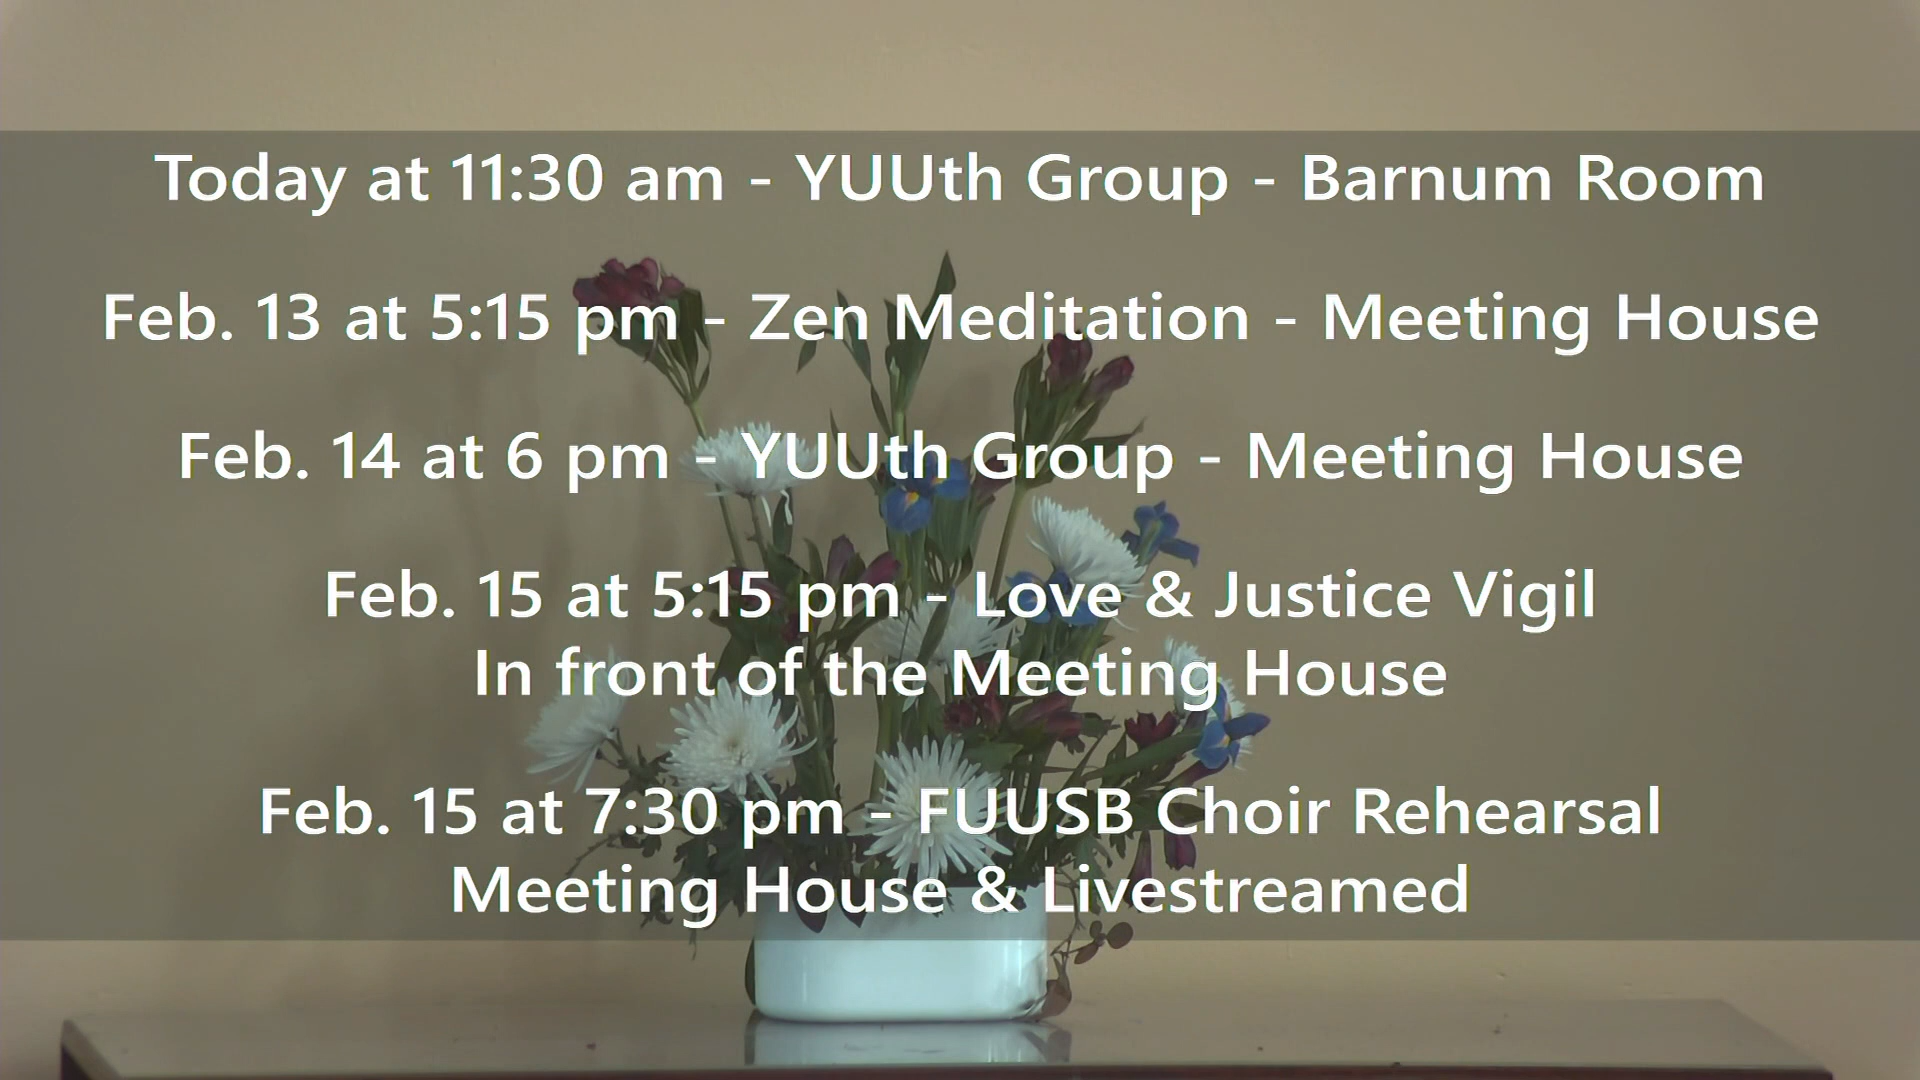 Today at 11:30 am - YUUth Group - Barnum Room
Feb. 13 at 5:15 pm - Zen Meditation - Meeting House
Feb. 14 at 6 pm - YUUth Group - Meeting House
Feb. 15 at 5:15 pm - Love & Justice Vigil
In front of the Meeting House
Feb. 15 at 7:30 pm - FUUSB Choir Rehearsal
Meeting House & Livestreamed